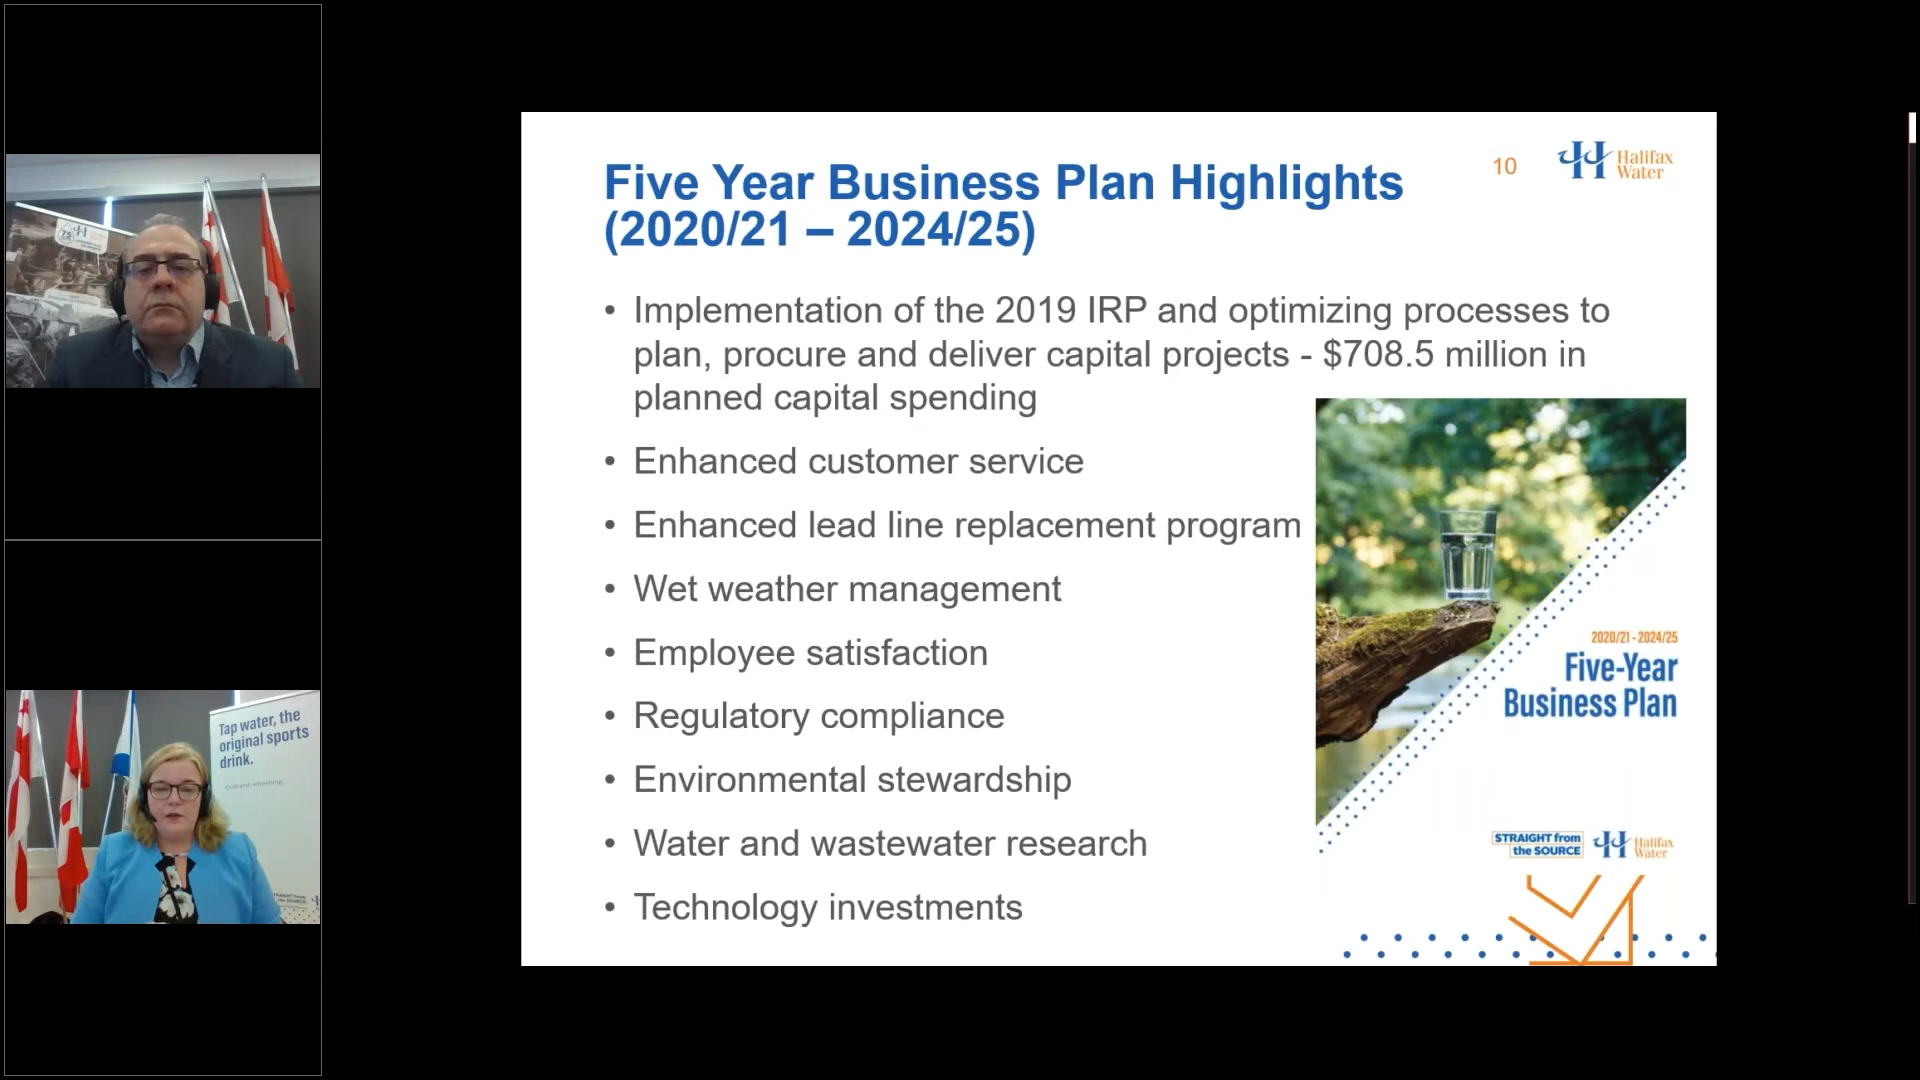 75
Tap water, the
original sports
drink.
Cold and refreshing.
Five Year Business Plan Highlights
(2020/21 – 2024/25)
10
Halifax
Water
• Implementation of the 2019 IRP and optimizing processes to
plan, procure and deliver capital projects - $708.5 million in
planned capital spending
• Enhanced customer service
• Enhanced lead line replacement program
• Wet weather management
• Employee satisfaction
• Regulatory compliance
• Environmental stewardship
• Water and wastewater research
• Technology investments
2020/21 - 2024/25
Five-Year
Business Plan
STRAIGHT from
the SOURCE
Halifax
Water